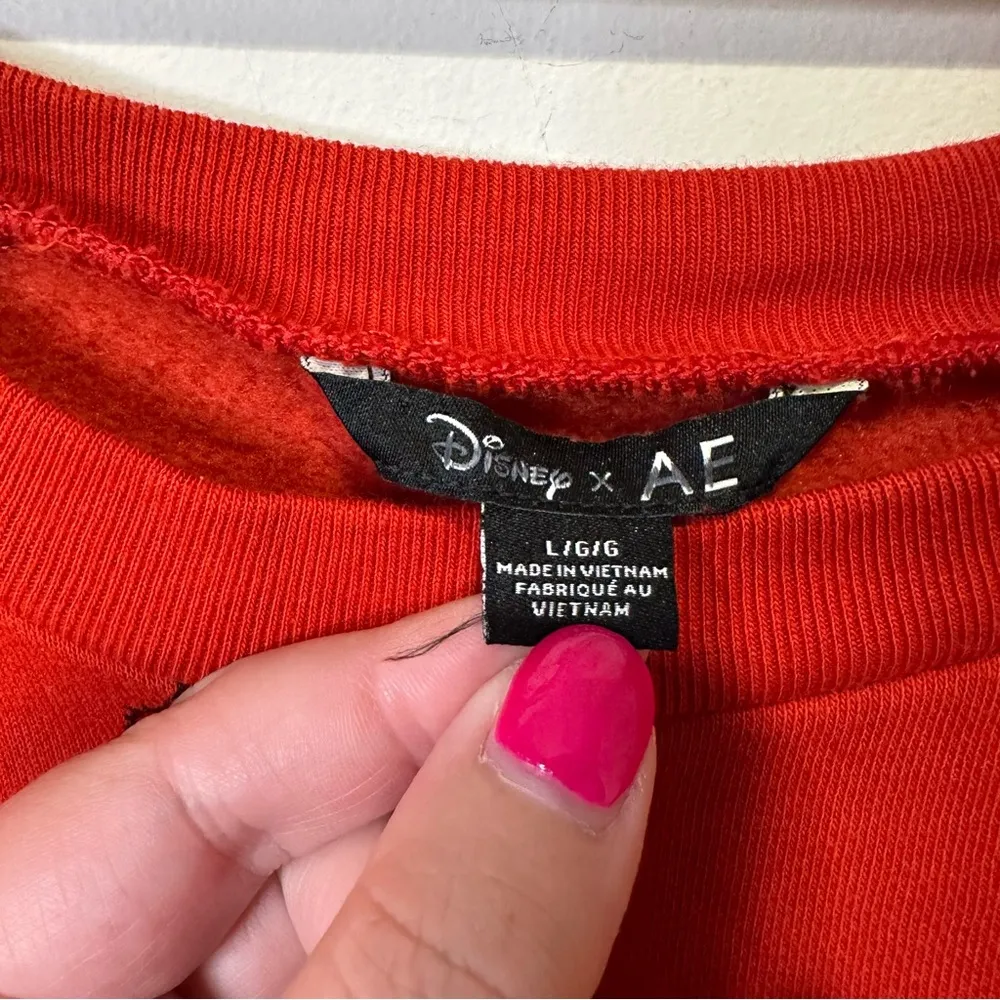 Disney x AE
L/G/G
MADE IN VIETNAM
FABRIQUÉ AU
VIETNAM